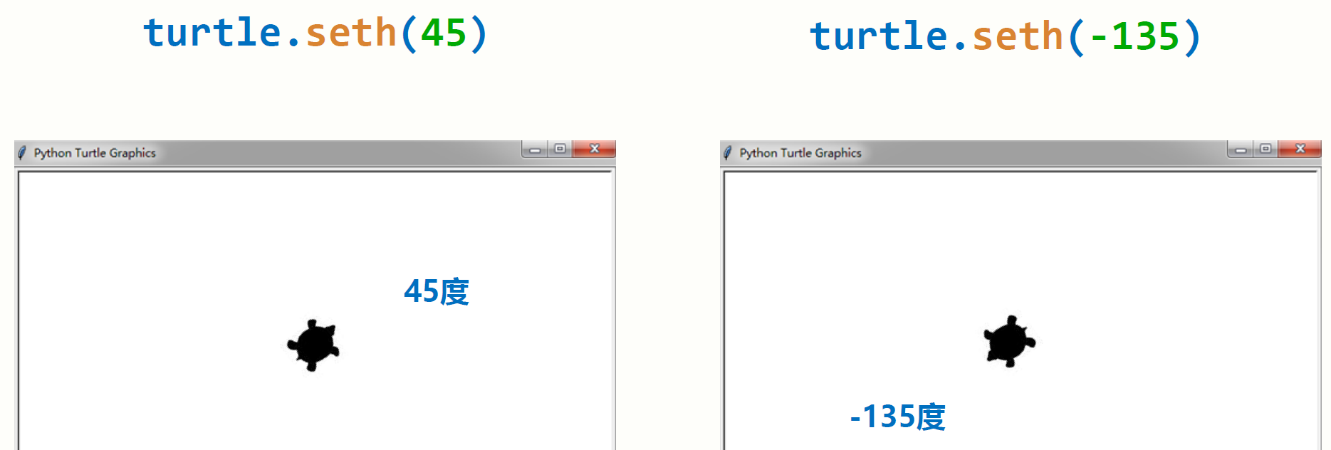 turtle.seth(45)
turtle.seth(-135)
Python Turtle Graphics
Python Turtle Graphics
45度
-135度